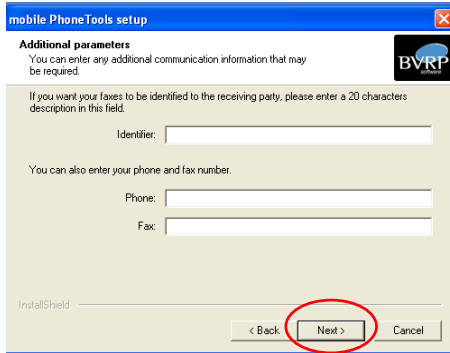 mobile PhoneTools setup
Additional parameters
You can enter any additional communication information that may
be required.
BVRP
software
If you want your faxes to be identified to the receiving party, please enter a 20 characters
description in this field.
Identifier:
You can also enter your phone and fax number.
Phone:
Fax:
InstallShield
< Back
Next >
Cancel